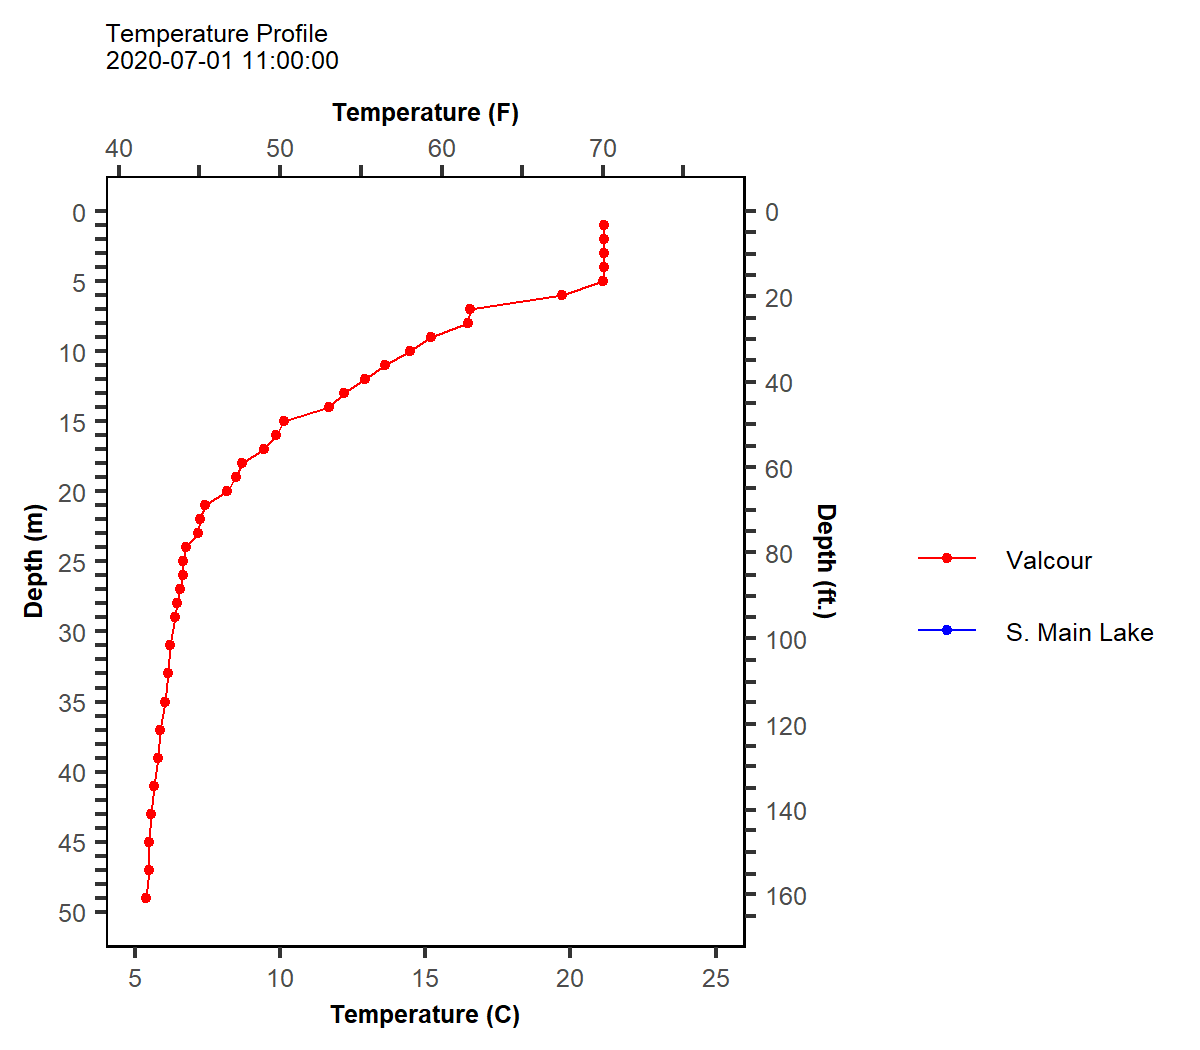 Temperature Profile
2020-07-01 11:00:00
Temperature (F)
40 50 60 70
0
5
10
15
20
25
30
35
40
45
50
Depth (m)
0
20
40
60
80
100
120
140
160
Depth (ft.)
5 10 15 20 25
Temperature (C)
Valcour
S. Main Lake